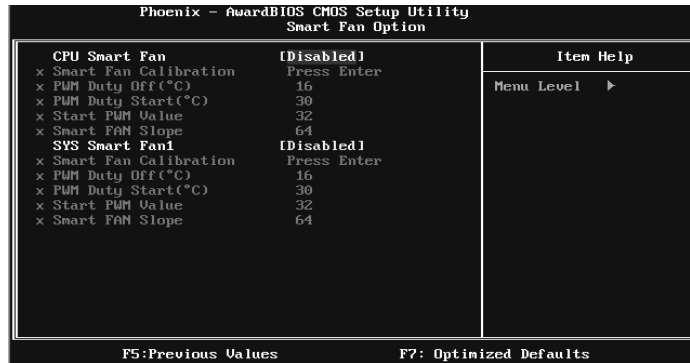 Phoenix - AwardBIOS CMOS Setup Utility
Smart Fan Option
CPU Smart Fan [Disabled]
x Smart Fan Calibration Press Enter
x PWM Duty Off(°C) 16
x PWM Duty Start(°C) 30
x Start PWM Value 32
x Smart FAN Slope 64
SYS Smart Fan1 [Disabled]
x Smart Fan Calibration Press Enter
x PWM Duty Off(°C) 16
x PWM Duty Start(°C) 30
x Start PWM Value 32
x Smart FAN Slope 64
Item Help
Menu Level ▶
F5:Previous Values F7: Optimized Defaults